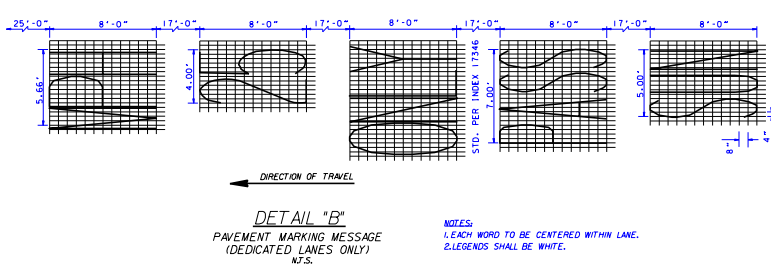 25'-0" 8'-0" 17'-0" 8'-0" 17'-0" 8'-0" 17'-0" 8'-0" 17'-0" 8'-0"
5.66'
4.00'
ONLY
STD. PER INDEX 17346
7.00'
PASS
5.00'
SUN
8"
4"
DIRECTION OF TRAVEL
DETAIL "B"
PAVEMENT MARKING MESSAGE
(DEDICATED LANES ONLY)
N.T.S.
NOTES:
1. EACH WORD TO BE CENTERED WITHIN LANE.
2. LEGENDS SHALL BE WHITE.